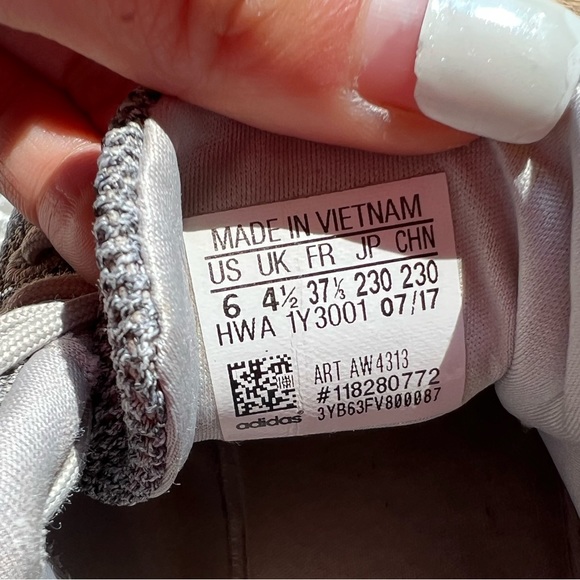 MADE IN VIETNAM
US UK FR JP CHN
6 4½ 37⅓ 230 230
HWA 1Y3001 07/17
ART AW4313
#118280772
3YB63FV800087
adidas®